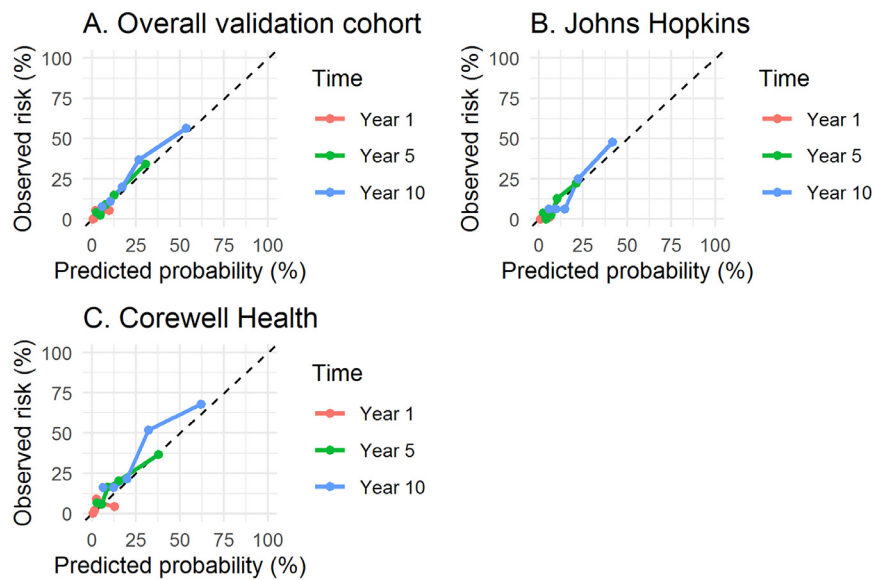 A. Overall validation cohort
Observed risk (%)
100
75
50
25
0
0 25 50 75 100
Predicted probability (%)
Time
Year 1
Year 5
Year 10
B. Johns Hopkins
Observed risk (%)
100
75
50
25
0
0 25 50 75 100
Predicted probability (%)
Time
Year 1
Year 5
Year 10
C. Corewell Health
Observed risk (%)
100
75
50
25
0
0 25 50 75 100
Predicted probability (%)
Time
Year 1
Year 5
Year 10